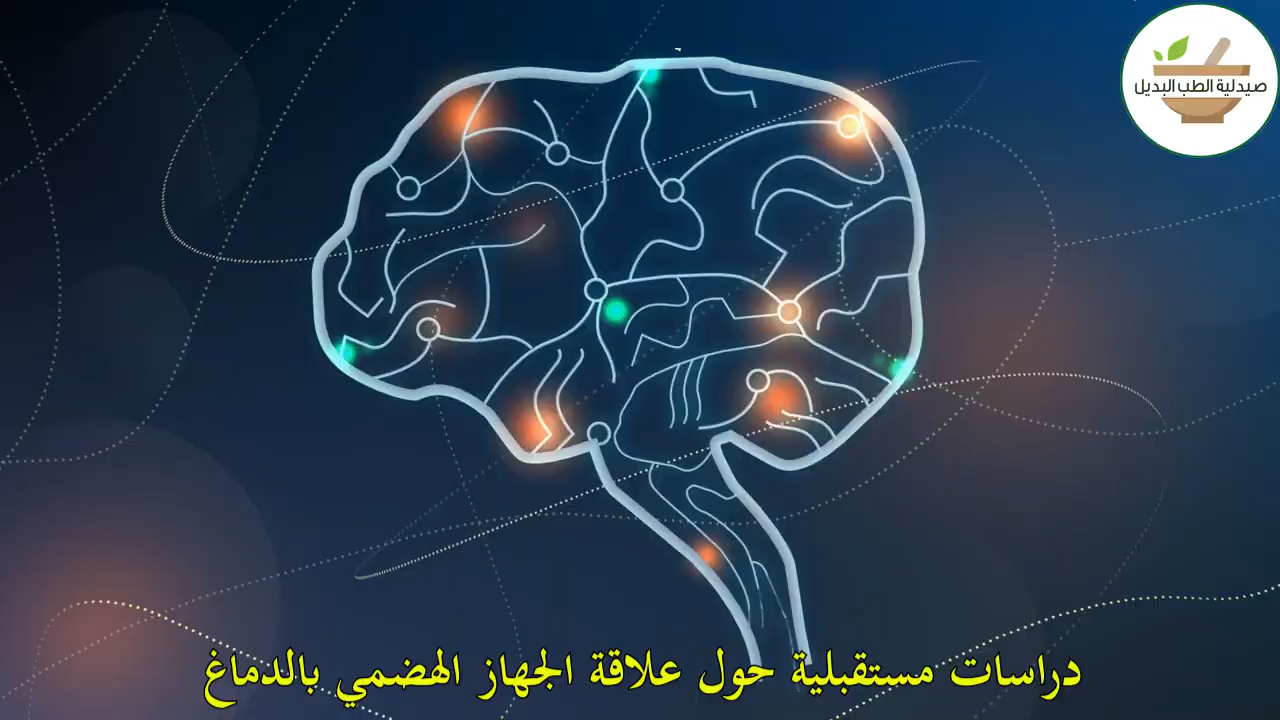 صيدلية الطب البديل
دراسات مستقبلية حول علاقة الجهاز الهضمي بالدماغ